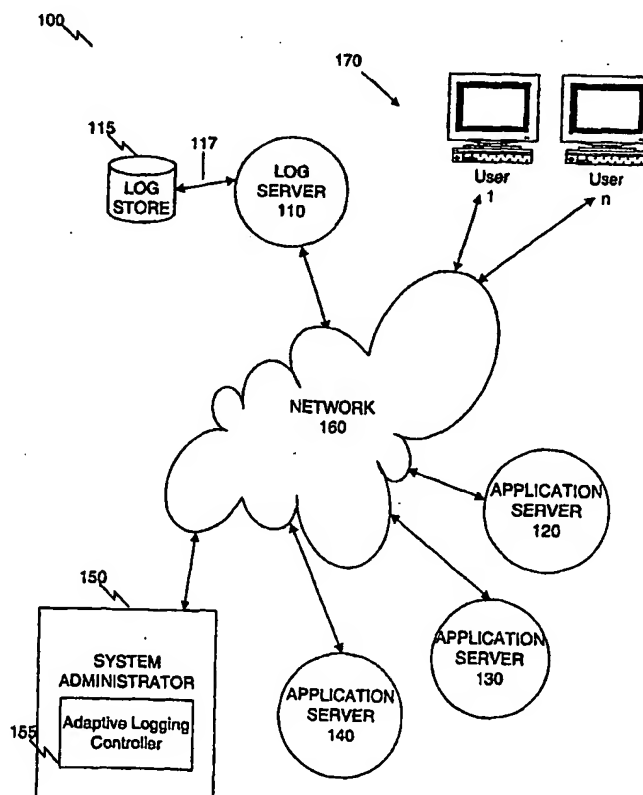 100
170
115
117
LOG
STORE
LOG
SERVER
110
User
1
User
n
NETWORK
160
APPLICATION
SERVER
120
APPLICATION
SERVER
130
APPLICATION
SERVER
140
150
SYSTEM
ADMINISTRATOR
155
Adaptive Logging
Controller